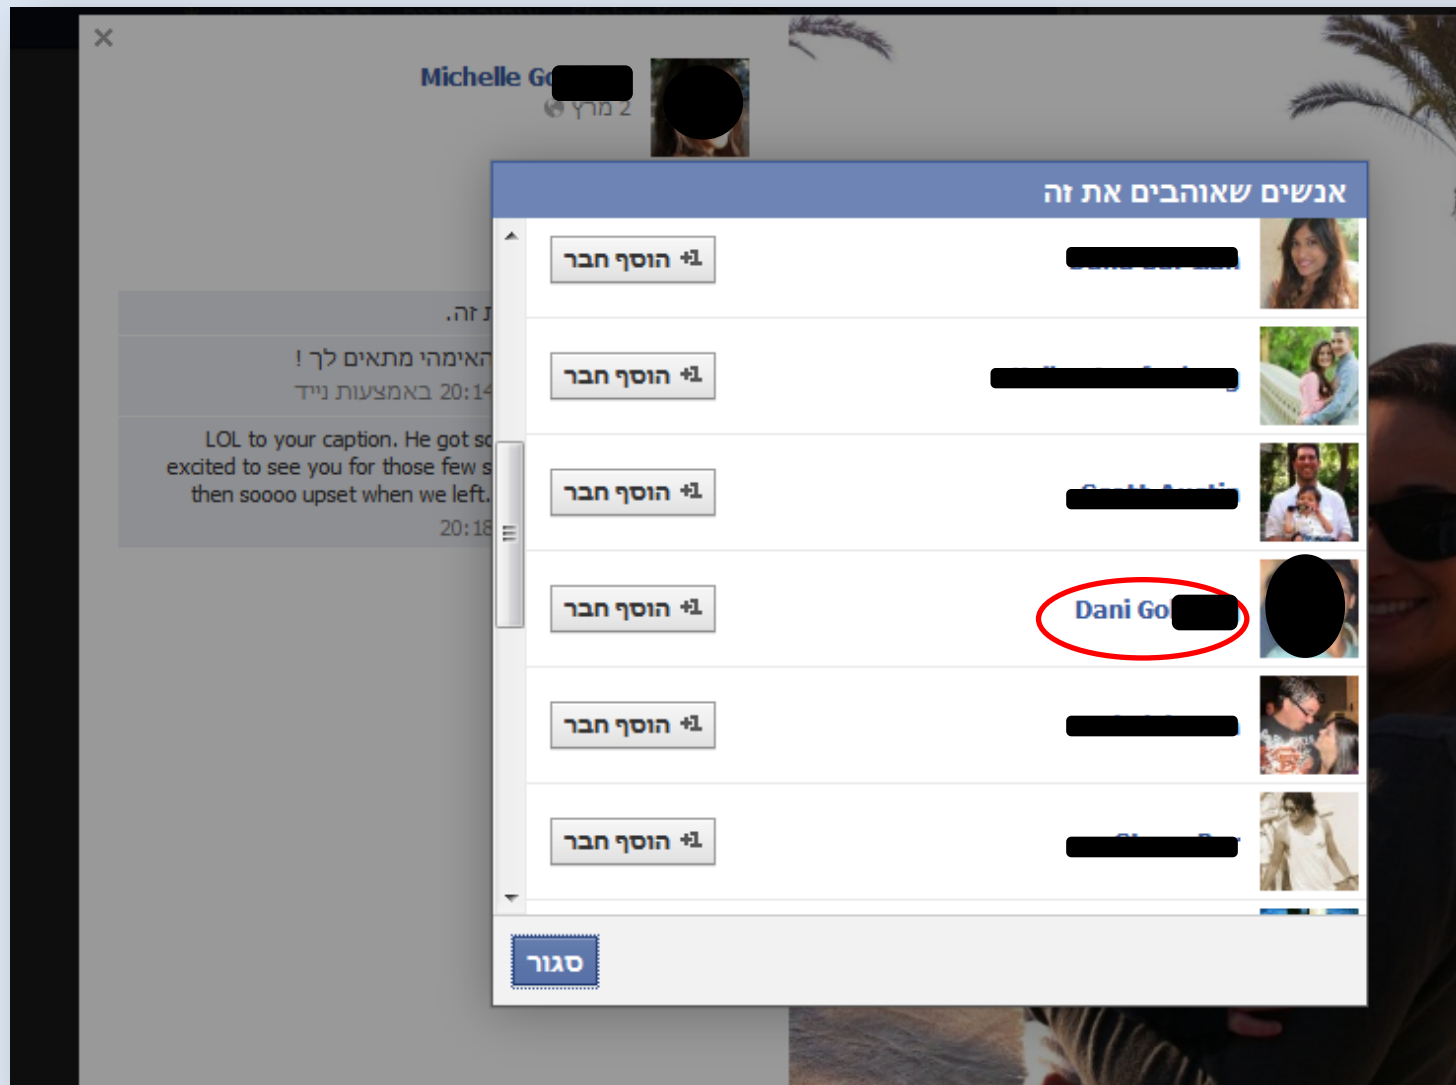 Michelle Go
2 מרץ
אנשים שאוהבים את זה
הוסף חבר
הוסף חבר
הוסף חבר
Dani Go
הוסף חבר
הוסף חבר
הוסף חבר
סגור
זה.
האימהי מתאים לך !
20:14 באמצעות נייד
LOL to your caption. He got
excited to see you for those few
then soooo upset when we left.
20:18